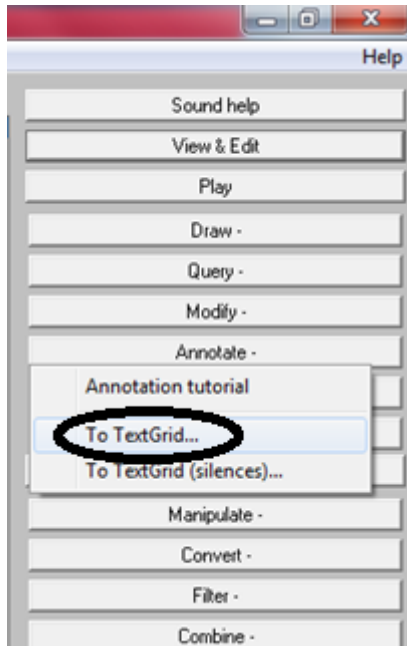 Help
Sound help
View & Edit
Play
Draw -
Query -
Modify -
Annotate -
Annotation tutorial
To TextGrid...
To TextGrid (silences)...
Manipulate -
Convert -
Filter -
Combine -